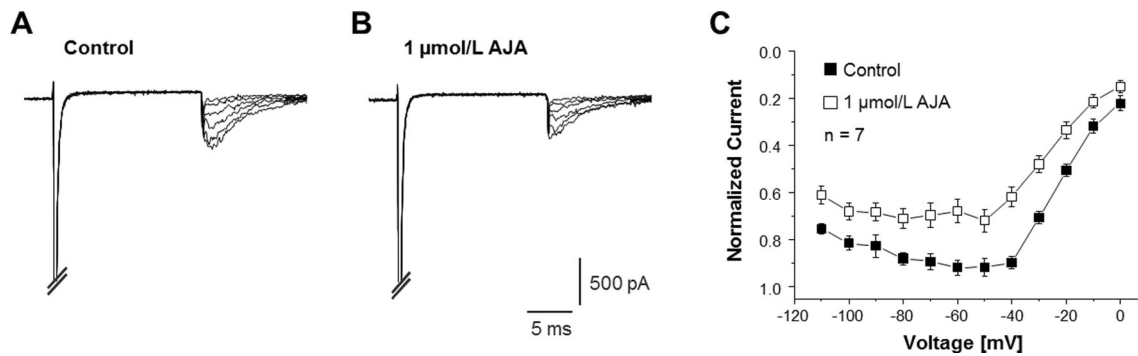 A
Control
B
1 µmol/L AJA
500 pA
5 ms
C
Normalized Current
0.0
0.2
0.4
0.6
0.8
1.0
Control
1 µmol/L AJA
n = 7
-120 -100 -80 -60 -40 -20 0
Voltage [mV]